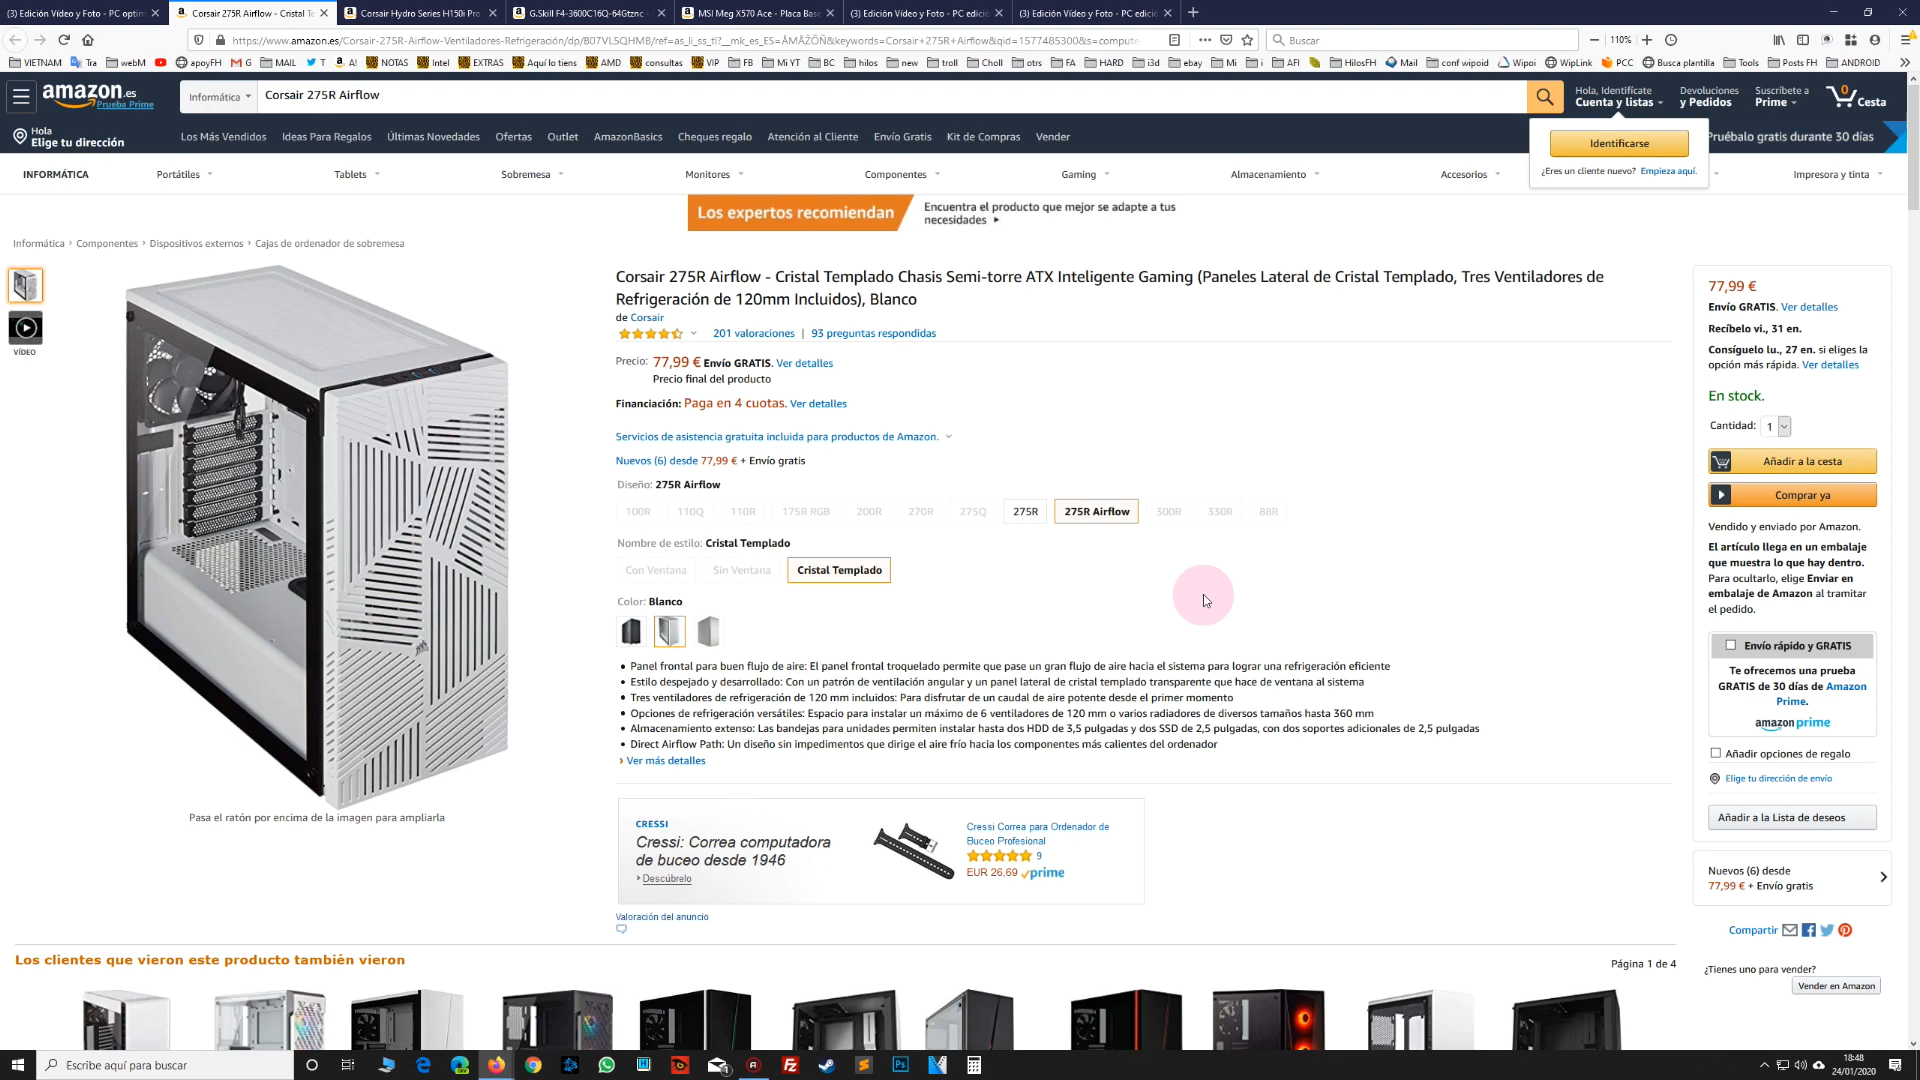 (3) Edición Vídeo y Foto - PC optim
Corsair 275R Airflow - Cristal Te
Corsair Hydro Series H150i Pro
G.Skill F4-3600C16Q-64Gtznc -
MSI Meg X570 Ace - Placa Base
(3) Edición Vídeo y Foto - PC edició
(3) Edición Vídeo y Foto - PC edició
https://www.amazon.es/Corsair-275R-Airflow-Ventiladores-Refrigeración/dp/B07VL5QHMB/ref=as_li_ss_tl?__mk_es_ES=ÅMÅŽÕÑ&keywords=Corsair+275R+Airflow&qid=1577485300&s=compute
Buscar
110%
VIETNAM Tra webM apoyFH G MAIL T A! NOTAS Intel EXTRAS Aquí lo tienes AMD consultas VIP FB Mi YT BC hilos new troll Choll otrs FA HARD i3d ebay Mi i AFI HilosFH Mail conf wipoid Wipoi WipLink PCC Busca plantilla Tools Posts FH ANDROID
amazon.es
Prueba Prime
Informática
Corsair 275R Airflow
Hola, Identifícate
Cuenta y listas
Devoluciones
y Pedidos
Suscríbete a
Prime
0
Cesta
Hola
Elige tu dirección
Los Más Vendidos Ideas Para Regalos Últimas Novedades Ofertas Outlet AmazonBasics Cheques regalo Atención al Cliente Envío Gratis Kit de Compras Vender
Pruébalo gratis durante 30 días
Identificarse
¿Eres un cliente nuevo? Empieza aquí.
INFORMÁTICA Portátiles Tablets Sobremesa Monitores Componentes Gaming Almacenamiento Accesorios Impresora y tinta
Los expertos recomiendan
Encuentra el producto que mejor se adapte a tus
necesidades
Informática › Componentes › Dispositivos externos › Cajas de ordenador de sobremesa
VÍDEO
Pasa el ratón por encima de la imagen para ampliarla
Corsair 275R Airflow - Cristal Templado Chasis Semi-torre ATX Inteligente Gaming (Paneles Lateral de Cristal Templado, Tres Ventiladores de
Refrigeración de 120mm Incluidos), Blanco
de Corsair
201 valoraciones | 93 preguntas respondidas
Precio: 77,99 € Envío GRATIS. Ver detalles
Precio final del producto
Financiación: Paga en 4 cuotas. Ver detalles
Servicios de asistencia gratuita incluida para productos de Amazon.
Nuevos (6) desde 77,99 € + Envío gratis
Diseño: 275R Airflow
100R 110Q 110R 175R RGB 200R 270R 275Q 275R 275R Airflow 300R 330R 88R
Nombre de estilo: Cristal Templado
Con Ventana Sin Ventana Cristal Templado
Color: Blanco
• Panel frontal para buen flujo de aire: El panel frontal troquelado permite que pase un gran flujo de aire hacia el sistema para lograr una refrigeración eficiente
• Estilo despejado y desarrollado: Con un patrón de ventilación angular y un panel lateral de cristal templado transparente que hace de ventana al sistema
• Tres ventiladores de refrigeración de 120 mm incluidos: Para disfrutar de un caudal de aire potente desde el primer momento
• Opciones de refrigeración versátiles: Espacio para instalar un máximo de 6 ventiladores de 120 mm o varios radiadores de diversos tamaños hasta 360 mm
• Almacenamiento extenso: Las bandejas para unidades permiten instalar hasta dos HDD de 3,5 pulgadas y dos SSD de 2,5 pulgadas, con dos soportes adicionales de 2,5 pulgadas
• Direct Airflow Path: Un diseño sin impedimentos que dirige el aire frío hacia los componentes más calientes del ordenador
› Ver más detalles
CRESSI
Cressi: Correa computadora
de buceo desde 1946
› Descúbrelo
Cressi Correa para Ordenador de
Buceo Profesional
9
EUR 26,69 prime
Valoración del anuncio
77,99 €
Envío GRATIS. Ver detalles
Recíbelo vi., 31 en.
Consíguelo lu., 27 en. si eliges la
opción más rápida. Ver detalles
En stock.
Cantidad: 1
Añadir a la cesta
Comprar ya
Vendido y enviado por Amazon.
El artículo llega en un embalaje
que muestra lo que hay dentro.
Para ocultarlo, elige Enviar en
embalaje de Amazon al tramitar
el pedido.
Envío rápido y GRATIS
Te ofrecemos una prueba
GRATIS de 30 días de Amazon
Prime.
amazon prime
Añadir opciones de regalo
Elige tu dirección de envío
Añadir a la Lista de deseos
Nuevos (6) desde
77,99 € + Envío gratis
Compartir
¿Tienes uno para vender?
Vender en Amazon
Los clientes que vieron este producto también vieron
Página 1 de 4
Escribe aquí para buscar
18:48
24/01/2020